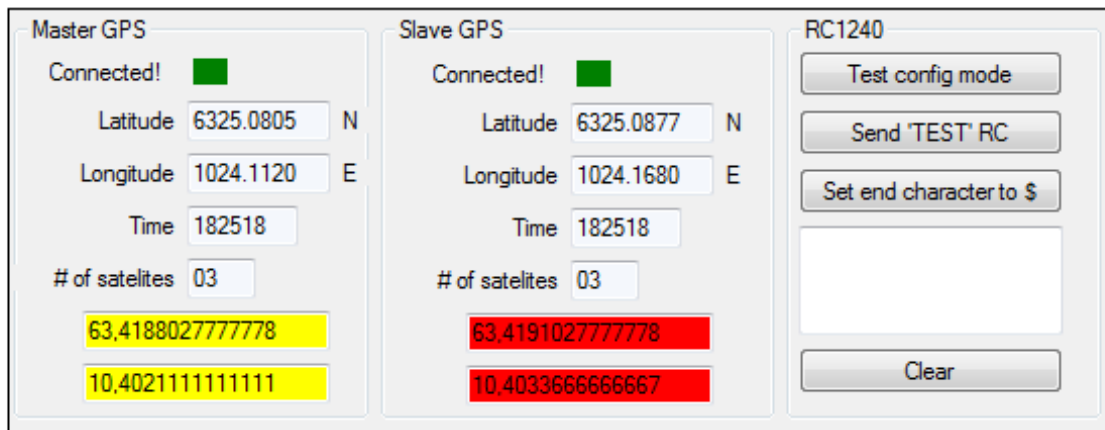 Master GPS
Connected!
Latitude 6325.0805 N
Longitude 1024.1120 E
Time 182518
# of satelites 03
63,4188027777778
10,4021111111111
Slave GPS
Connected!
Latitude 6325.0877 N
Longitude 1024.1680 E
Time 182518
# of satelites 03
63,4191027777778
10,4033666666667
RC1240
Test config mode
Send 'TEST' RC
Set end character to $
Clear